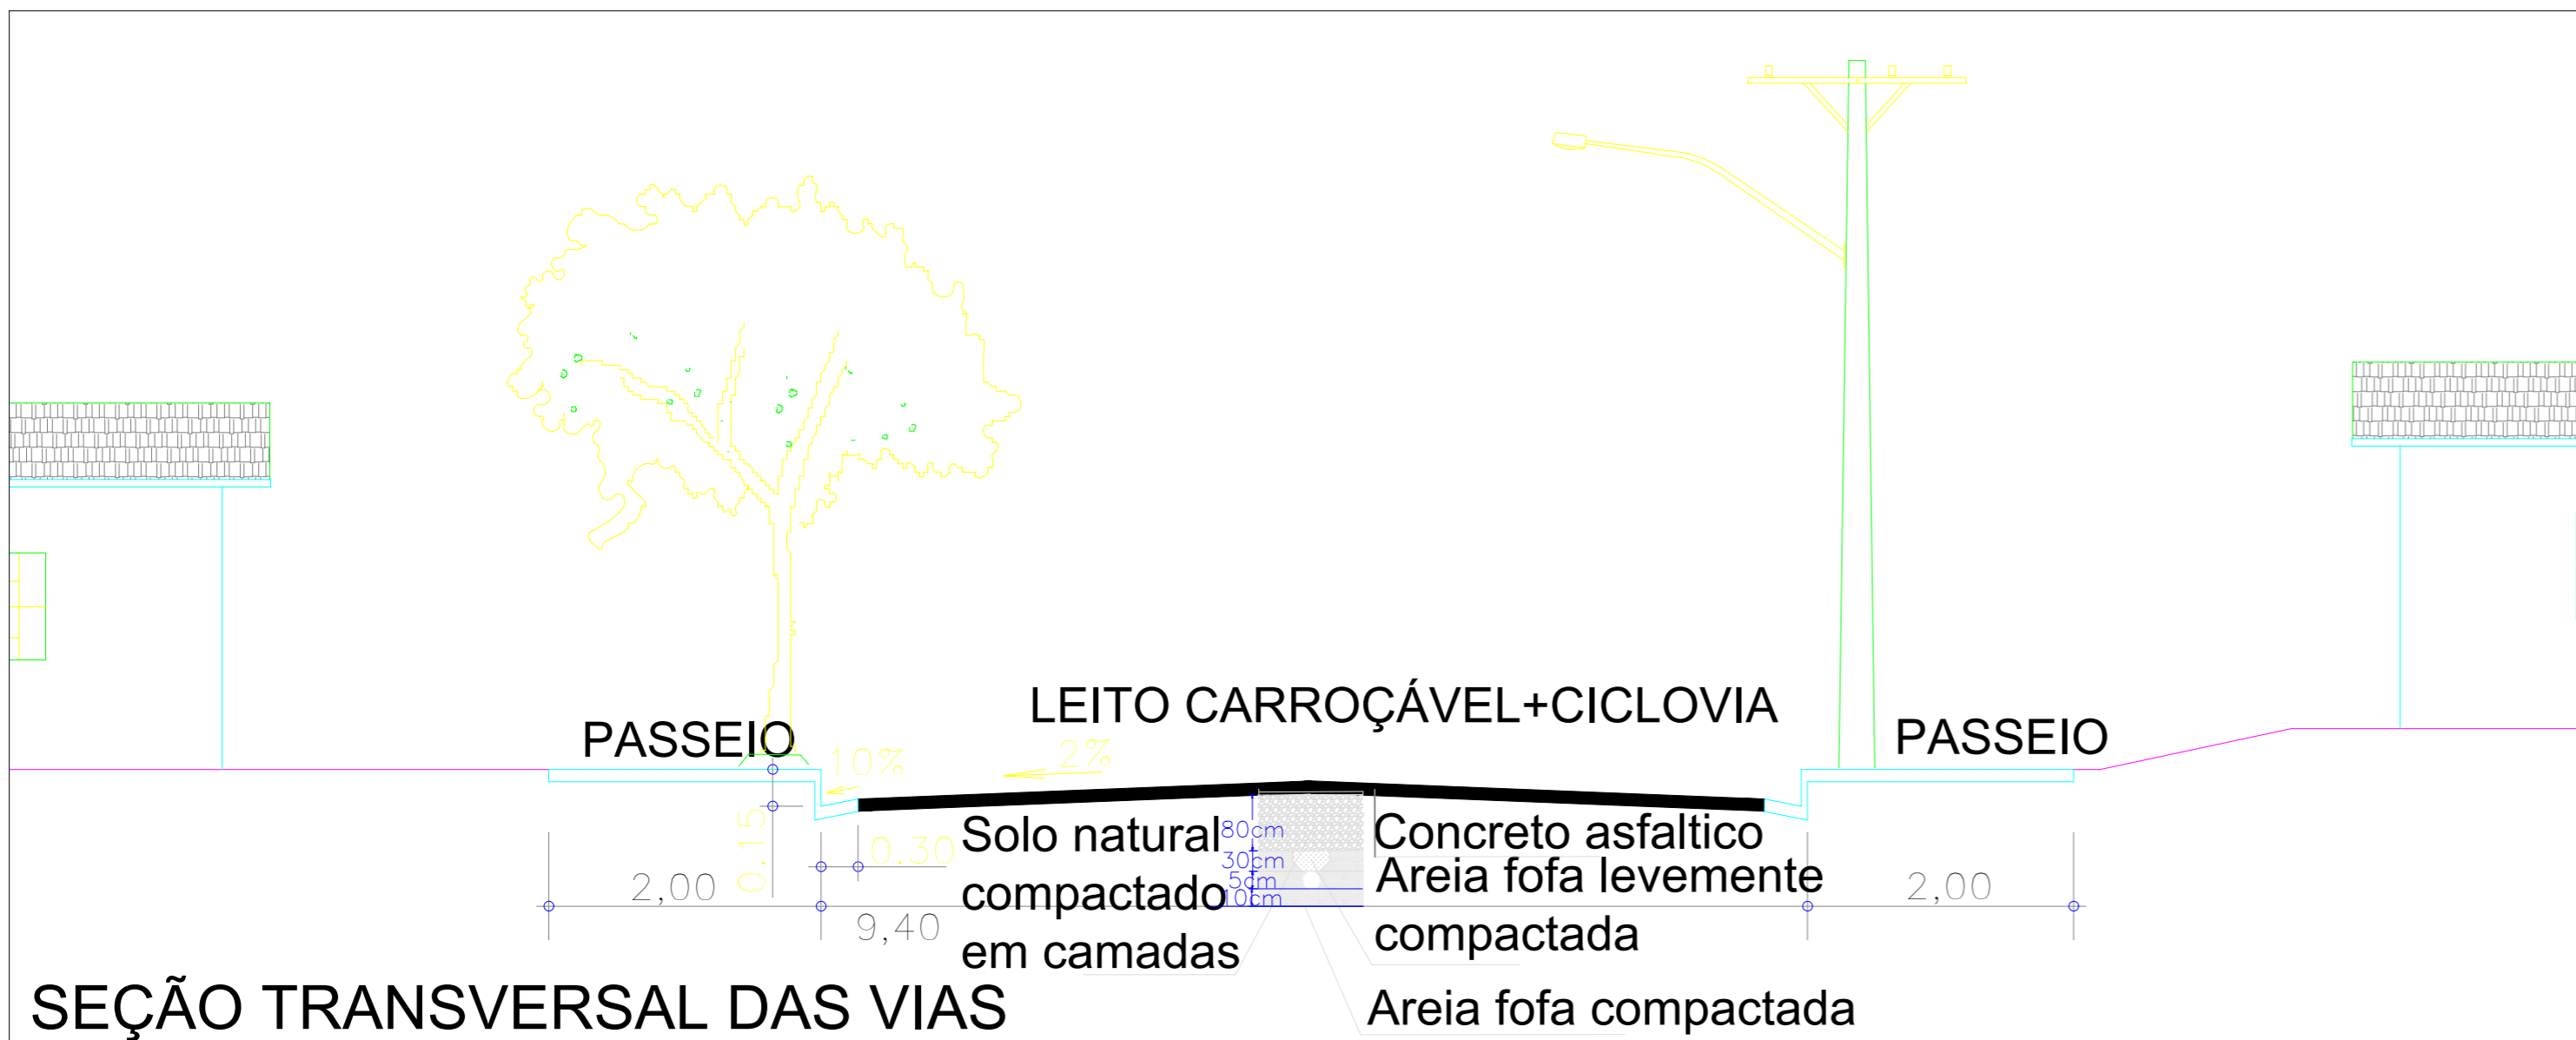 LEITO CARROÇÁVEL+CICLOVIA
PASSEIO
PASSEIO
10%
2%
0.15
0.30
Solo natural
compactado
em camadas
80cm
30cm
5cm
10cm
Concreto asfaltico
Areia fofa levemente
compactada
2,00
9,40
2,00
Areia fofa compactada
SEÇÃO TRANSVERSAL DAS VIAS